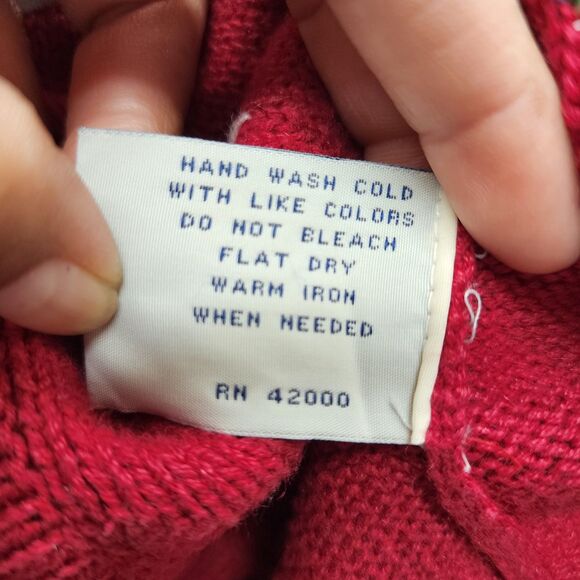 HAND WASH COLD
WITH LIKE COLORS
DO NOT BLEACH
FLAT DRY
WARM IRON
WHEN NEEDED
RN 42000